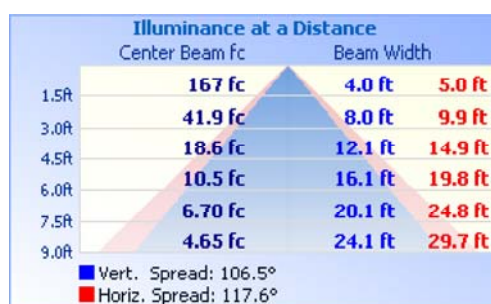 Illuminance at a Distance
Center Beam fc Beam Width
1.5ft 167 fc 4.0 ft 5.0 ft
3.0ft 41.9 fc 8.0 ft 9.9 ft
4.5ft 18.6 fc 12.1 ft 14.9 ft
6.0ft 10.5 fc 16.1 ft 19.8 ft
7.5ft 6.70 fc 20.1 ft 24.8 ft
9.0ft 4.65 fc 24.1 ft 29.7 ft
Vert. Spread: 106.5°
Horiz. Spread: 117.6°